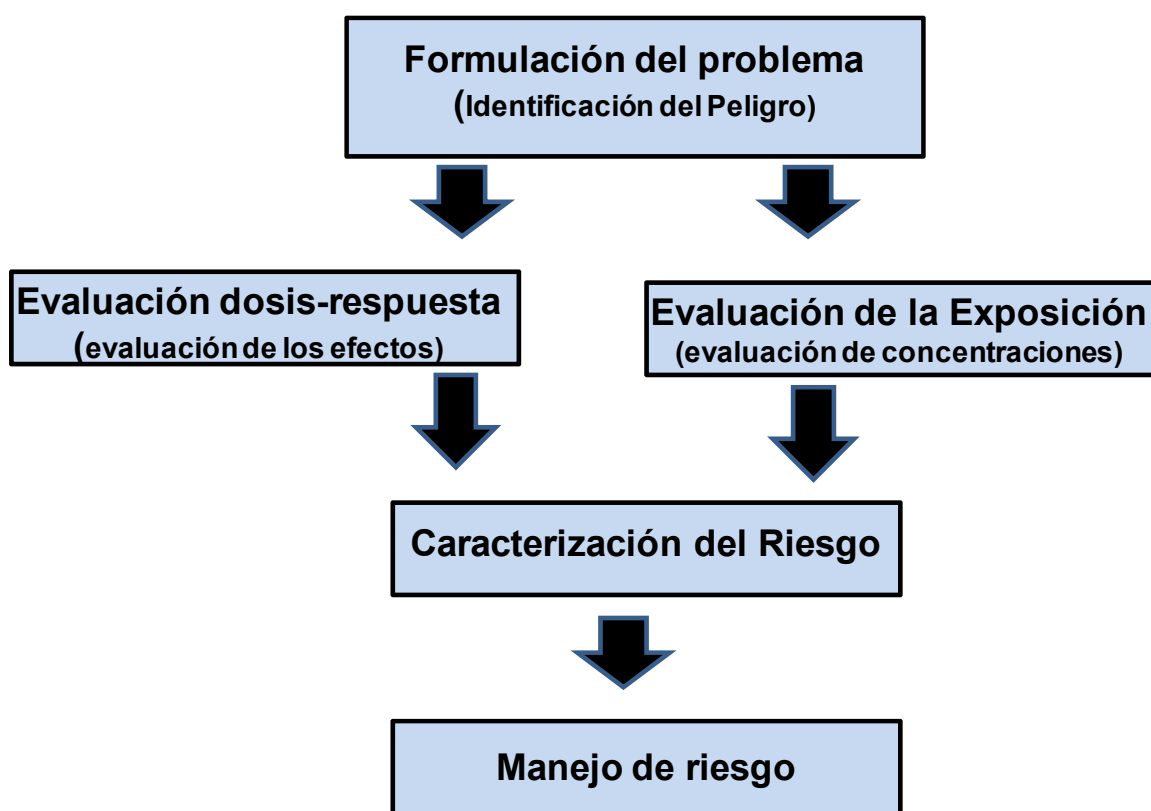 Formulación del problema
(Identificación del Peligro)
Evaluación dosis-respuesta
(evaluación de los efectos)
Evaluación de la Exposición
(evaluación de concentraciones)
Caracterización del Riesgo
Manejo de riesgo